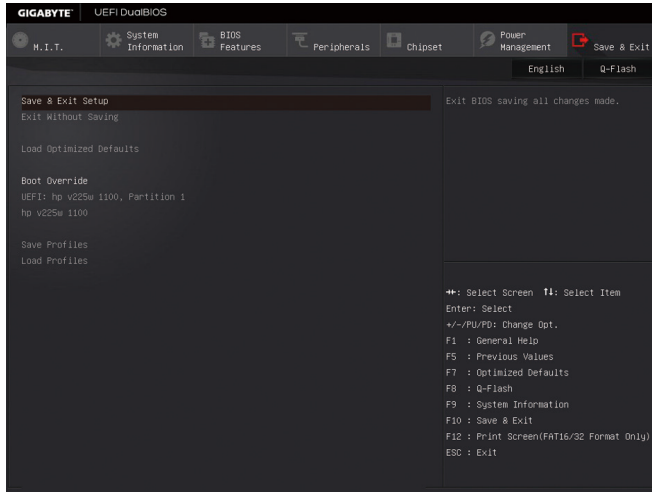 GIGABYTE™ UEFI DualBIOS
M.I.T. System Information BIOS Features Peripherals Chipset Power Management Save & Exit
English Q-Flash
Save & Exit Setup
Exit BIOS saving all changes made.
Exit Without Saving
Load Optimized Defaults
Boot Override
UEFI: hp v225w 1100, Partition 1
hp v225w 1100
Save Profiles
Load Profiles
→←: Select Screen ↑↓: Select Item
Enter: Select
+/-/PU/PD: Change Opt.
F1 : General Help
F5 : Previous Values
F7 : Optimized Defaults
F8 : Q-Flash
F9 : System Information
F10 : Save & Exit
F12 : Print Screen(FAT16/32 Format Only)
ESC : Exit